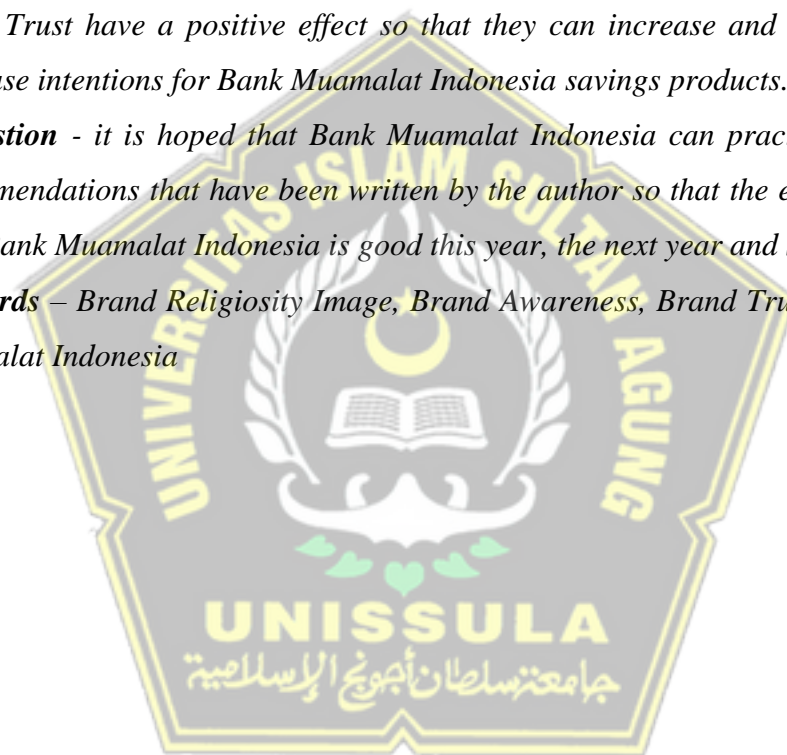 Trust have a positive effect so that they can increase and
use intentions for Bank Muamalat Indonesia savings products.
stion - it is hoped that Bank Muamalat Indonesia can prac
mendations that have been written by the author so that the e
Bank Muamalat Indonesia is good this year, the next year and
rds – Brand Religiosity Image, Brand Awareness, Brand Tru
alat Indonesia
UNIVERSITAS ISLAM SULTAN AGUNG
UNISSULA
جامعة سلطان أجونج الإسلامية